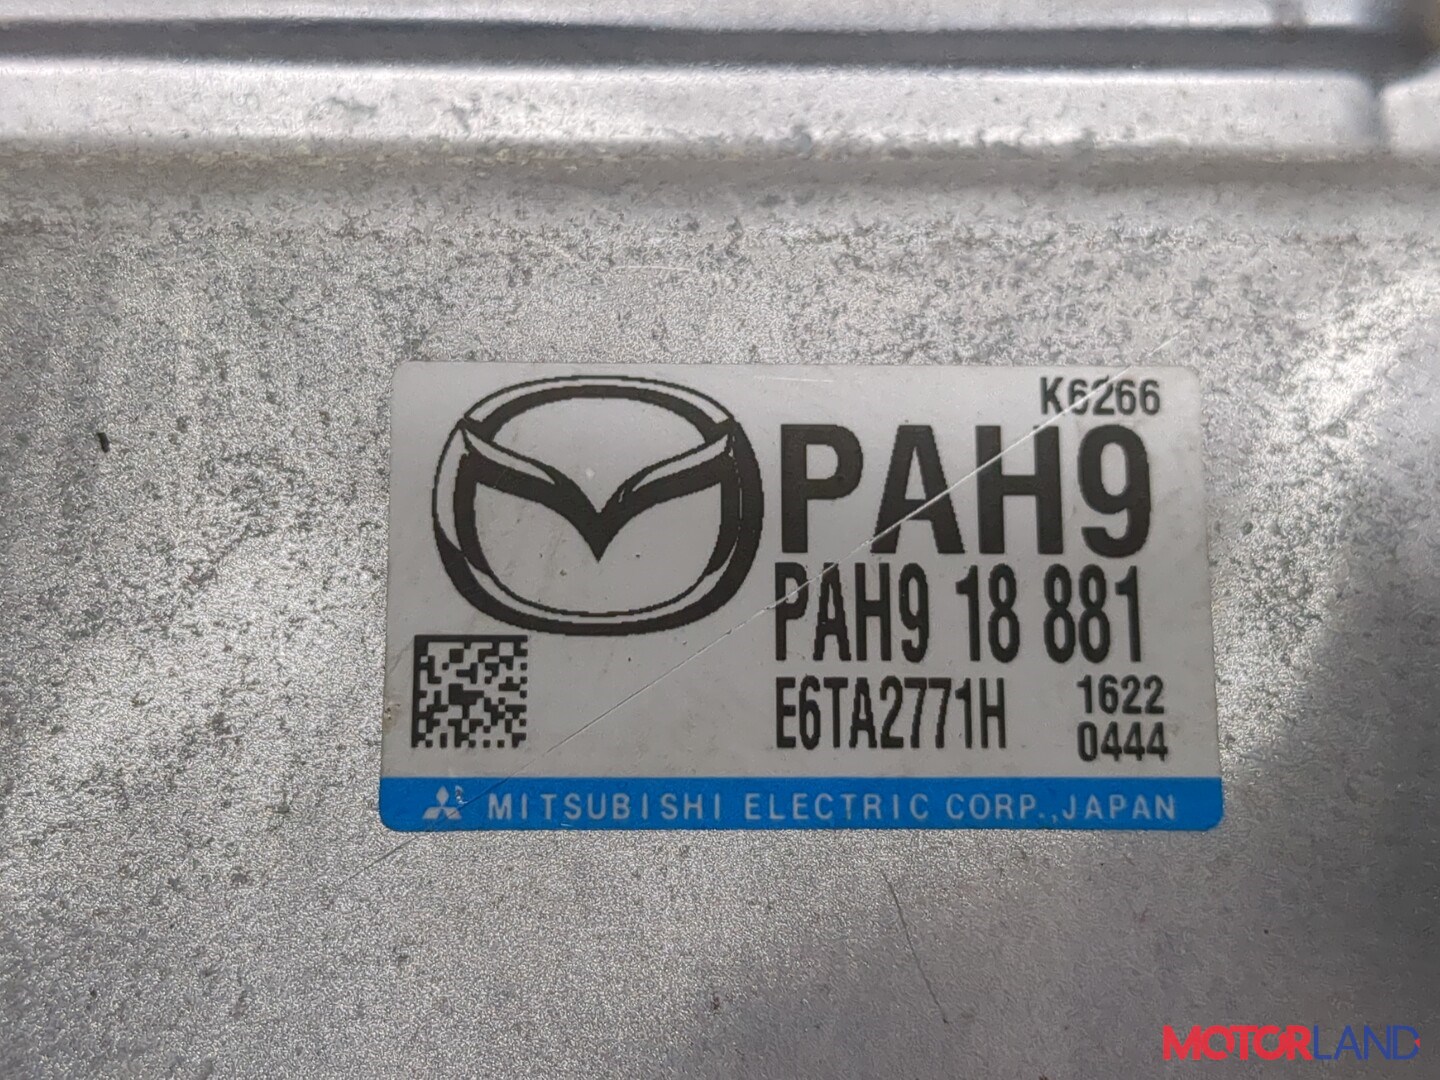 K6266
PAH9
PAH9 18 881
E6TA2771H 1622
0444
MITSUBISHI ELECTRIC CORP.,JAPAN
MOTORLAND